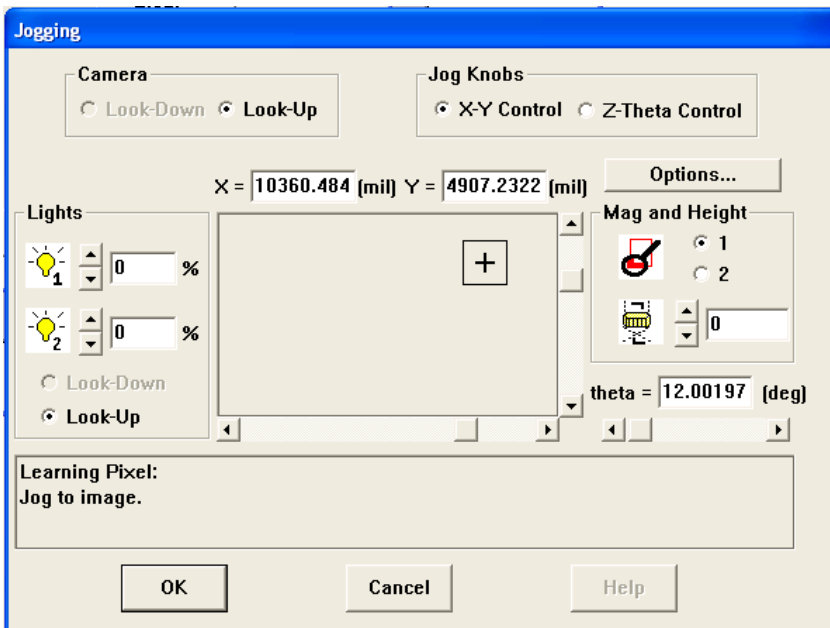 Jogging
Camera
Look-Down Look-Up
Jog Knobs
X-Y Control Z-Theta Control
X = 10360.484 (mil) Y = 4907.2322 (mil)
Options...
Lights
1 0 %
2 0 %
Look-Down
Look-Up
Mag and Height
1
2
0
theta = 12.00197 (deg)
Learning Pixel:
Jog to image.
OK Cancel Help